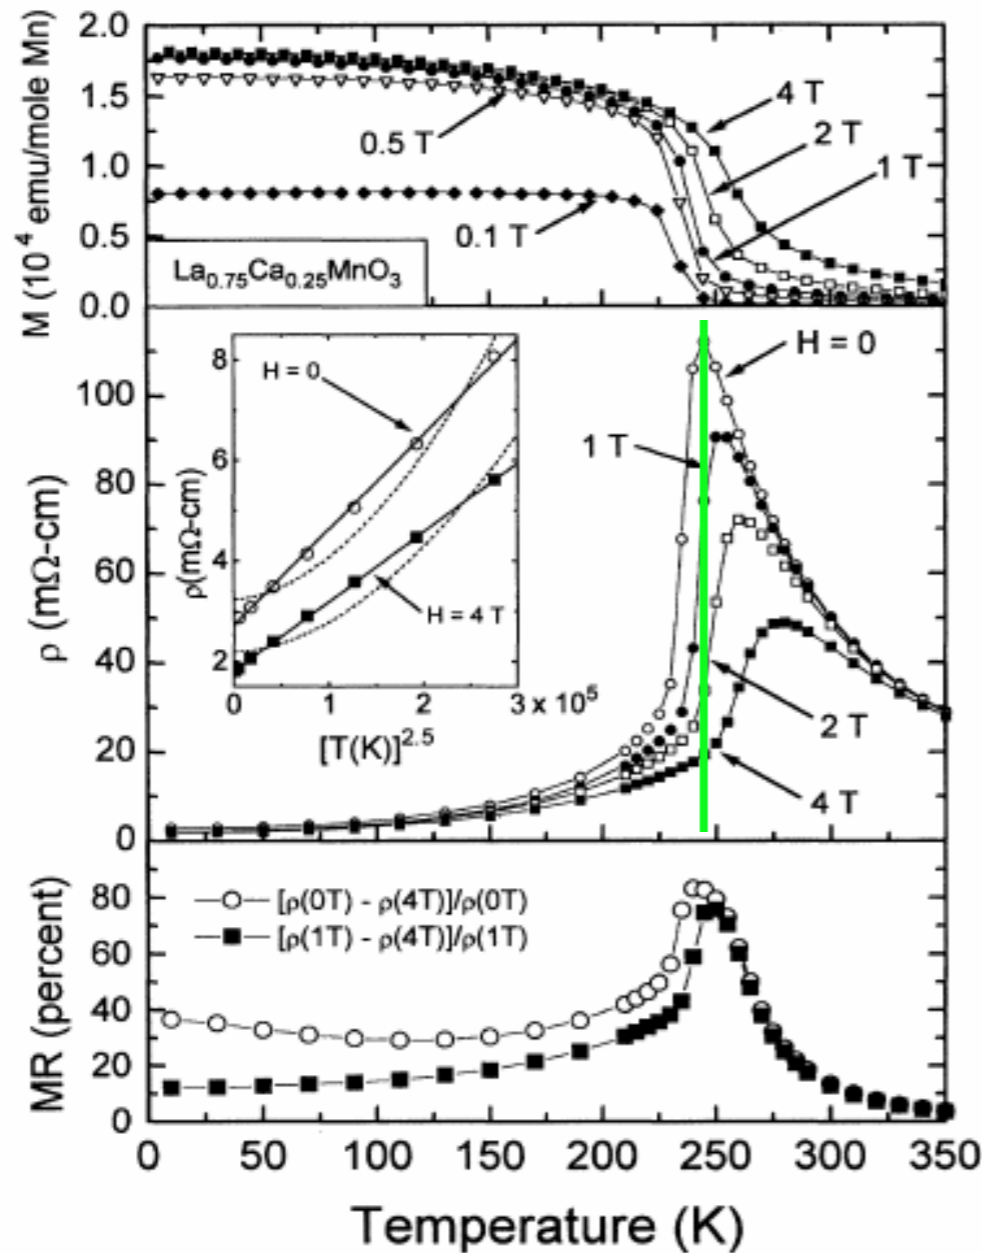 2.0
1.5
1.0
0.5
0.0
M (10⁴ emu/mole Mn)
4 T
2 T
1 T
0.5 T
0.1 T
La₀.₇₅Ca₀.₂₅MnO₃
100
80
60
40
20
0
ρ (mΩ-cm)
H = 0
1 T
2 T
4 T
8
6
4
2
ρ(mΩ-cm)
H = 0
H = 4 T
0 1 2 3 x 10⁵
[T(K)]²·⁵
80
60
40
20
0
MR (percent)
[ρ(0T) - ρ(4T)]/ρ(0T)
[ρ(1T) - ρ(4T)]/ρ(1T)
0 50 100 150 200 250 300 350
Temperature (K)